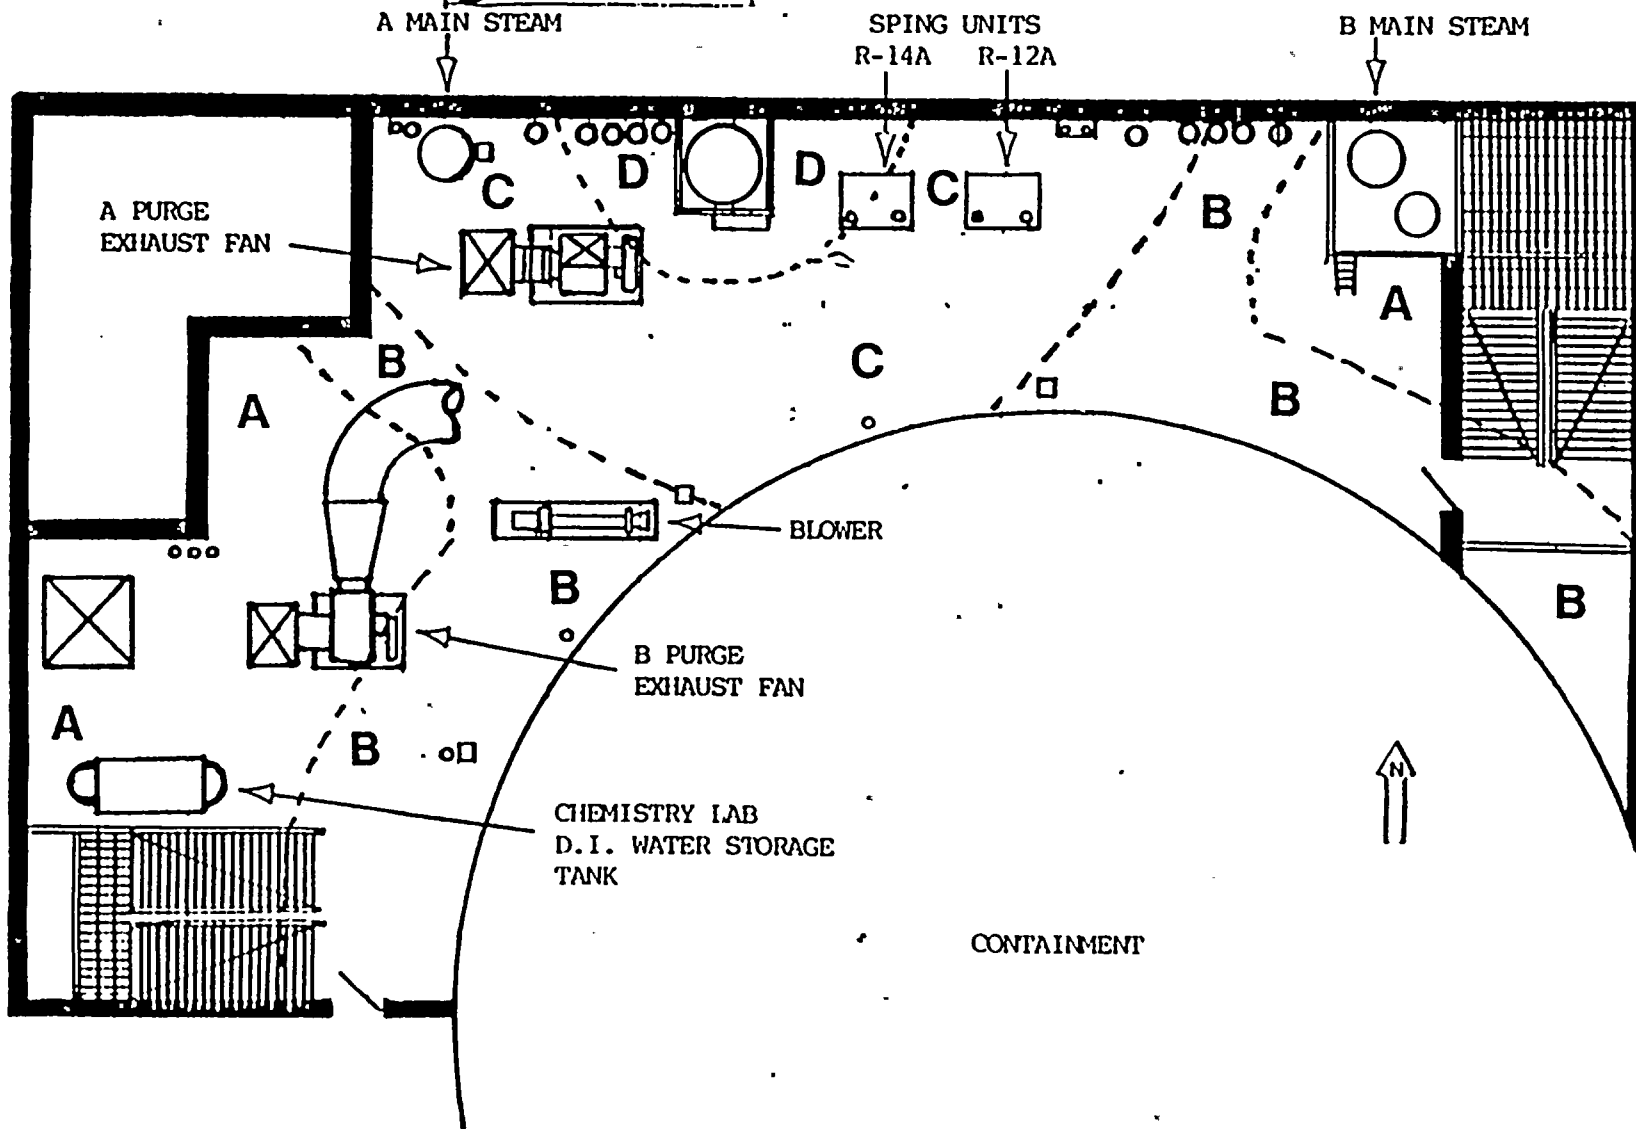 A MAIN STEAM
SPING UNITS
B MAIN STEAM
R-14A R-12A
D
D
C
C
B
A PURGE
EXHAUST FAN
A
B
C
A
B
BLOWER
B
B
B PURGE
EXHAUST FAN
A
B
N
CHEMISTRY LAB
D.I. WATER STORAGE
TANK
CONTAINMENT